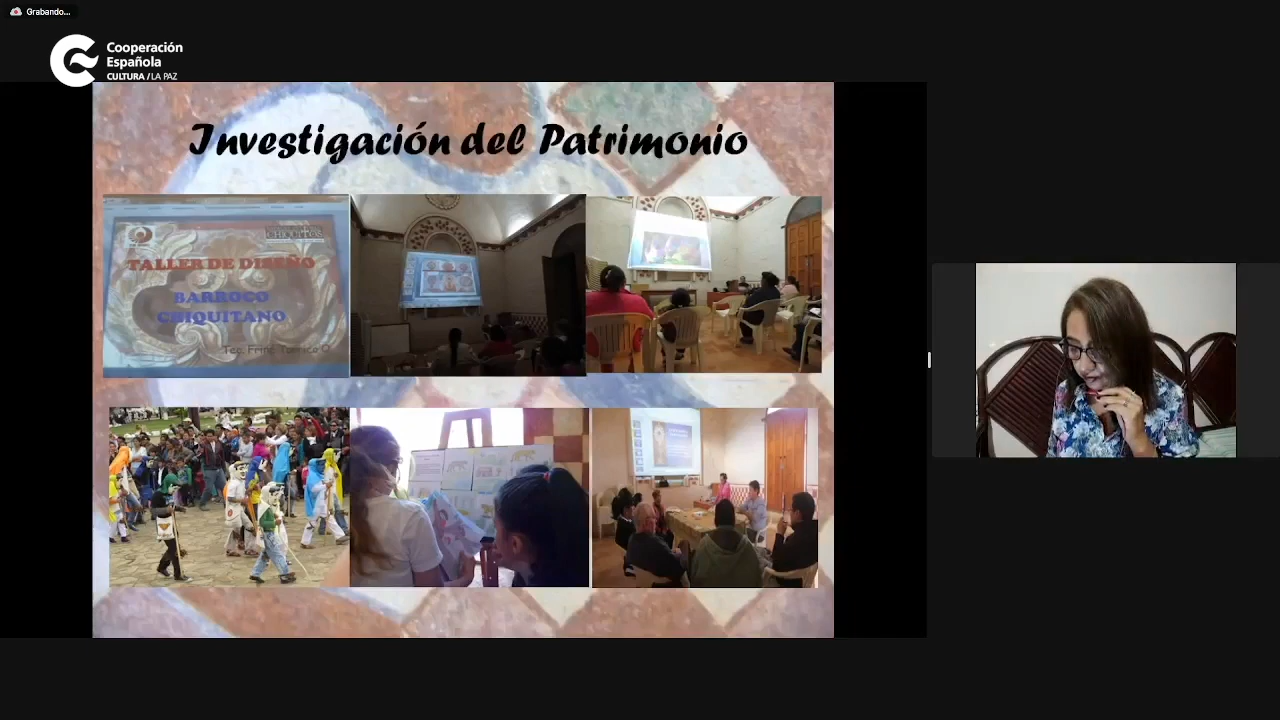 Grabando...
Cooperación
Española
CULTURA / LA PAZ
Investigación del Patrimonio
TALLER DE DISEÑO
BARROCO
CHIQUITANO